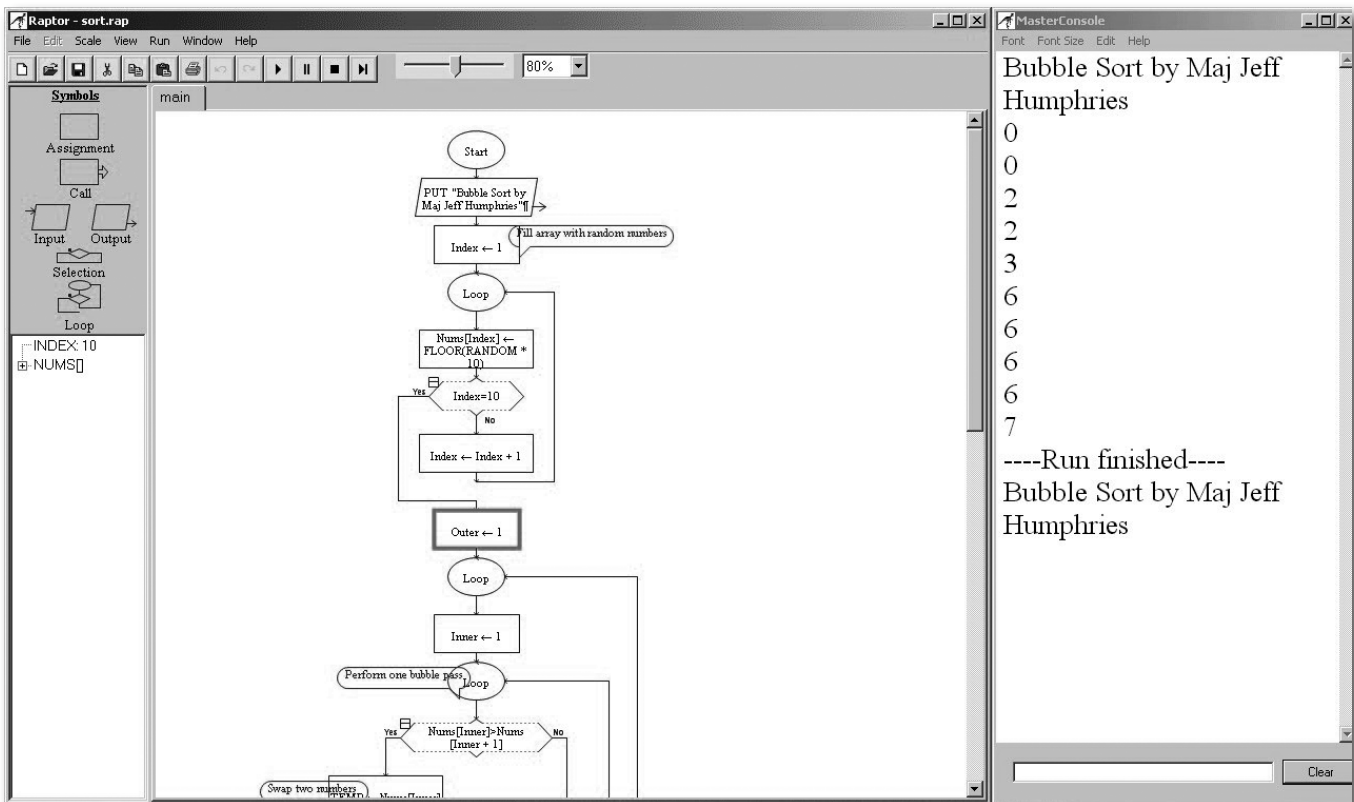 Raptor - sort.rap
File Edit Scale View Run Window Help
80%
Symbols
Assignment
Call
Input Output
Selection
Loop
INDEX: 10
NUMS[]
main
Start
PUT "Bubble Sort by
Maj Jeff Humphries"¶
Fill array with random numbers
Index ← 1
Loop
Nums[Index] ←
FLOOR(RANDOM *
10)
Yes
Index=10
No
Index ← Index + 1
Outer ← 1
Loop
Inner ← 1
Perform one bubble pass
Loop
Yes
Nums[Inner]>Nums
[Inner + 1]
No
Swap two numbers
MasterConsole
Font Font Size Edit Help
Bubble Sort by Maj Jeff
Humphries
0
0
2
2
3
6
6
6
6
7
----Run finished----
Bubble Sort by Maj Jeff
Humphries
Clear